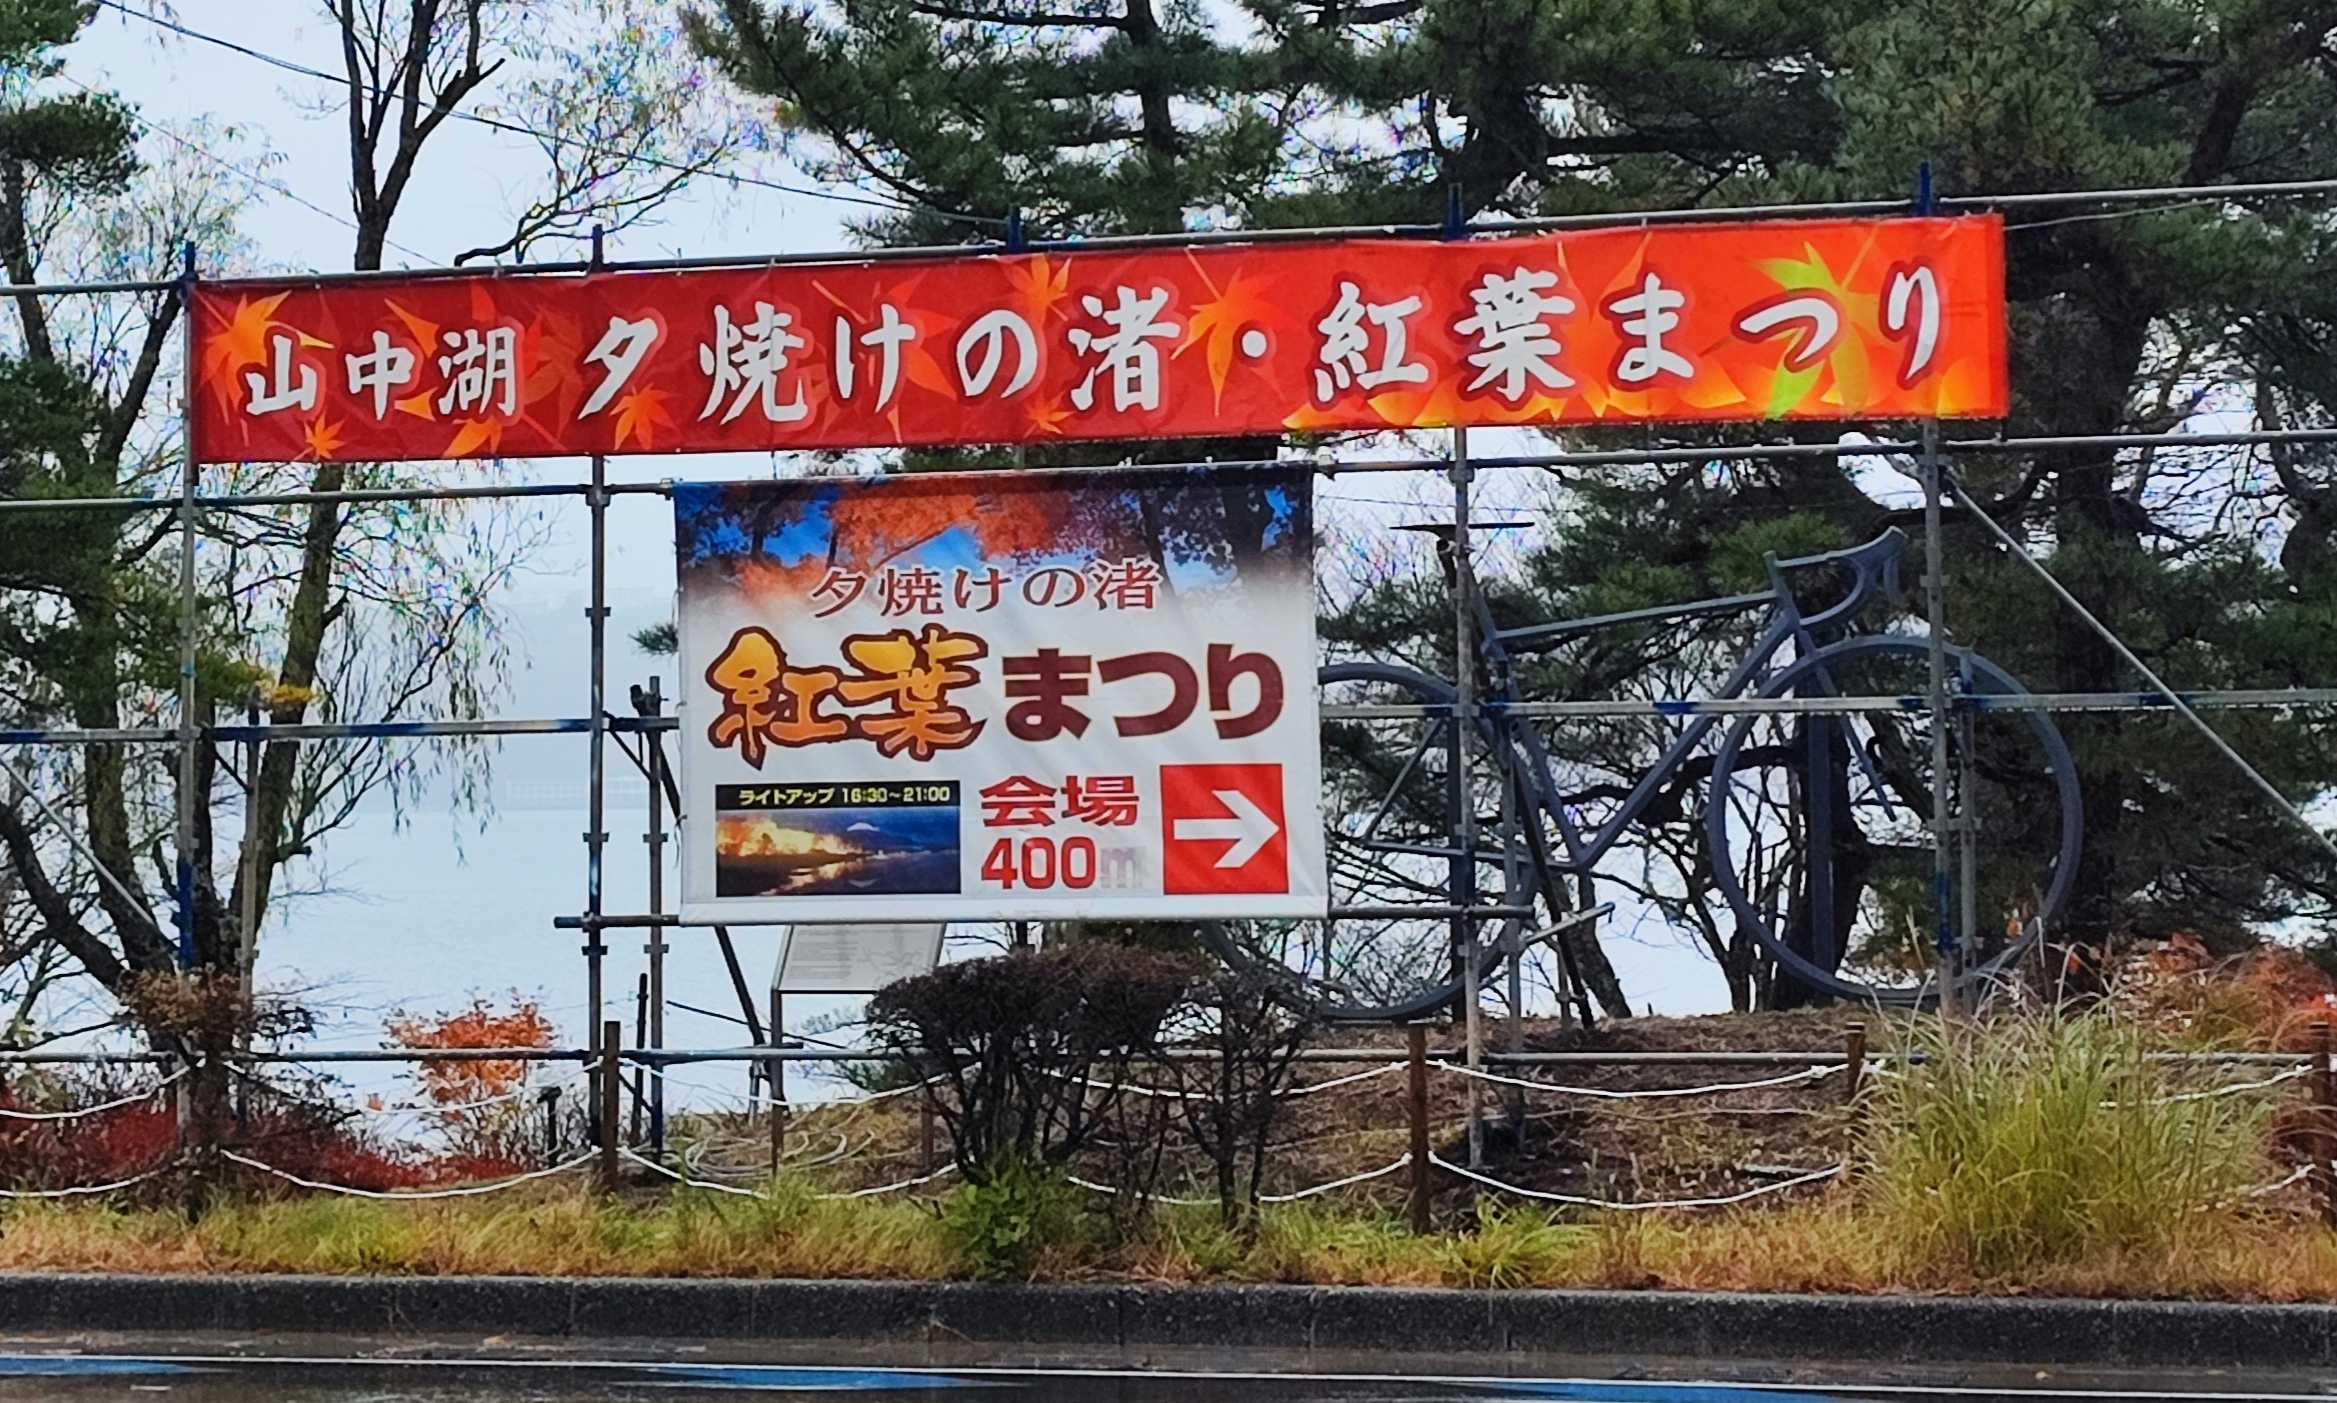 山中湖 夕焼けの渚・紅葉まつり
夕焼けの渚
紅葉まつり
ライトアップ 16:30～21:00
会場
400m